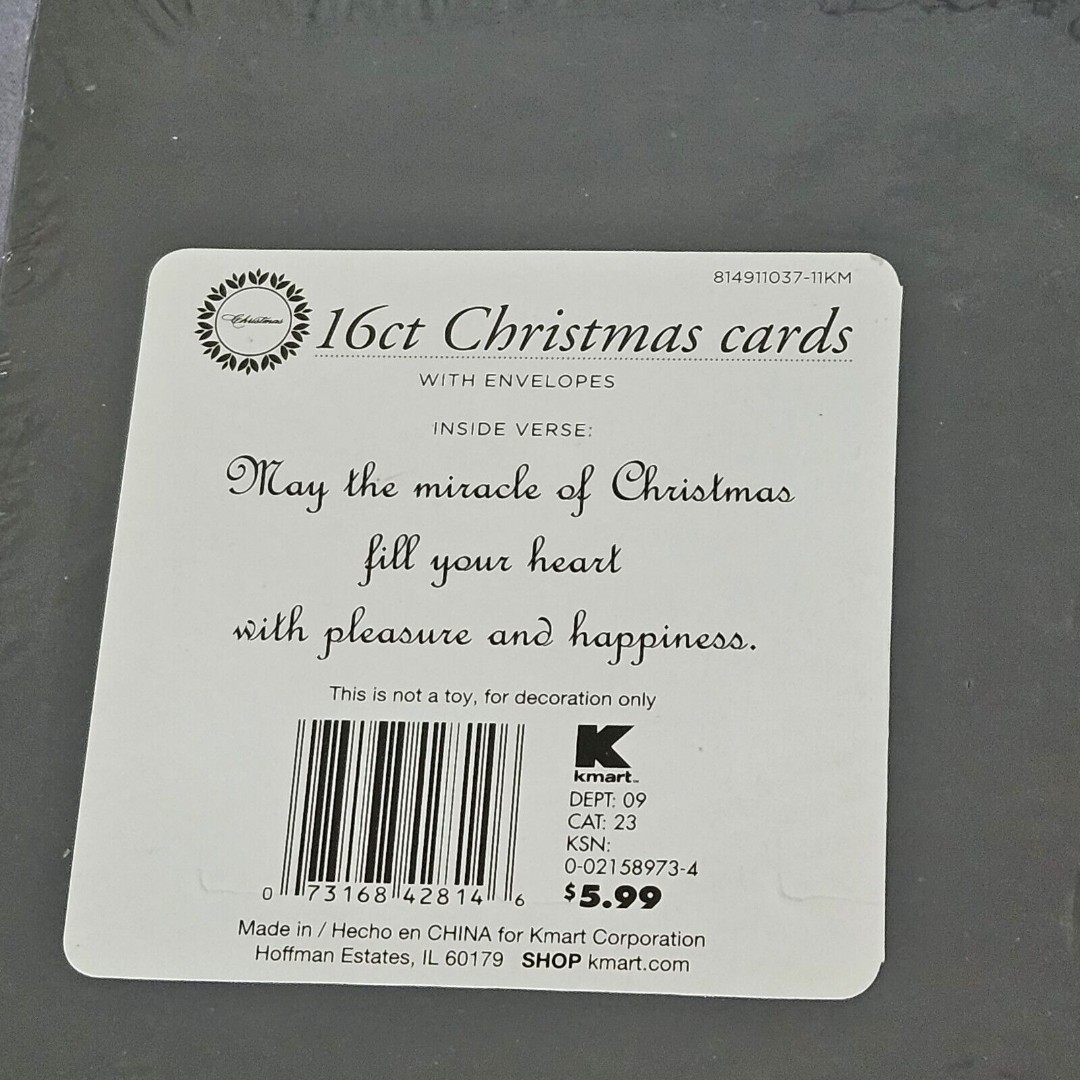 814911037-11KM
Christmas
16ct Christmas cards
WITH ENVELOPES
INSIDE VERSE:
May the miracle of Christmas
fill your heart
with pleasure and happiness.
This is not a toy, for decoration only
K
kmart™
DEPT: 09
CAT: 23
KSN:
0-02158973-4
$5.99
0 73168 42814 6
Made in / Hecho en CHINA for Kmart Corporation
Hoffman Estates, IL 60179 SHOP kmart.com